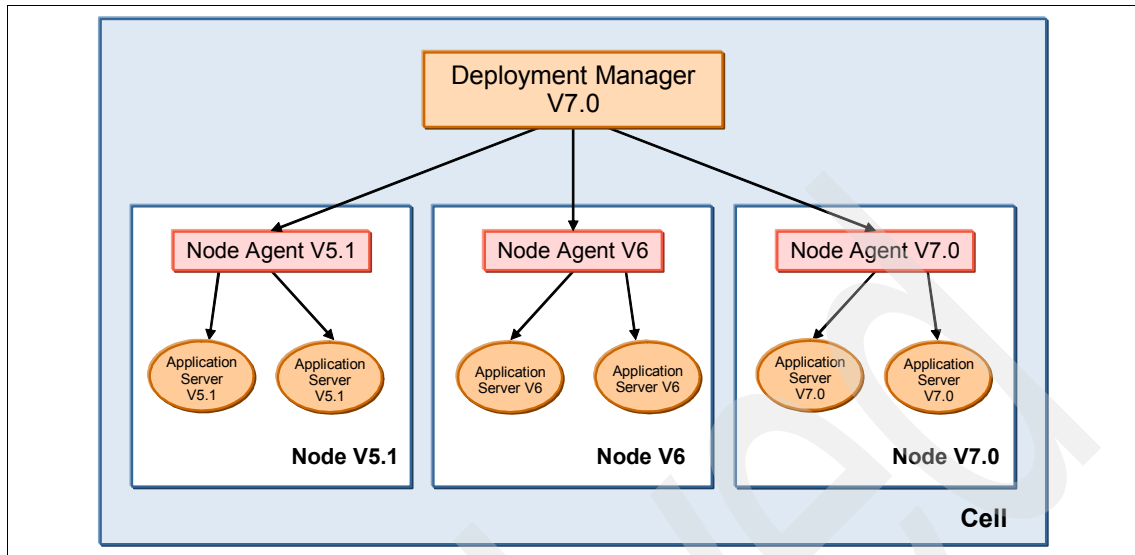 Deployment Manager
V7.0
Node Agent V5.1
Node Agent V6
Node Agent V7.0
Application
Server
V5.1
Application
Server
V5.1
Application
Server V6
Application
Server V6
Application
Server
V7.0
Application
Server
V7.0
Node V5.1
Node V6
Node V7.0
Cell